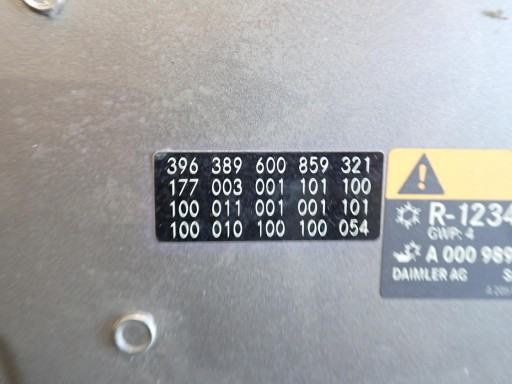 396 389 600 859 321
177 003 001 101 100
100 011 001 001 101
100 010 100 100 054
R-1234
GWP: 4
A 000 989
DAIMLER AG